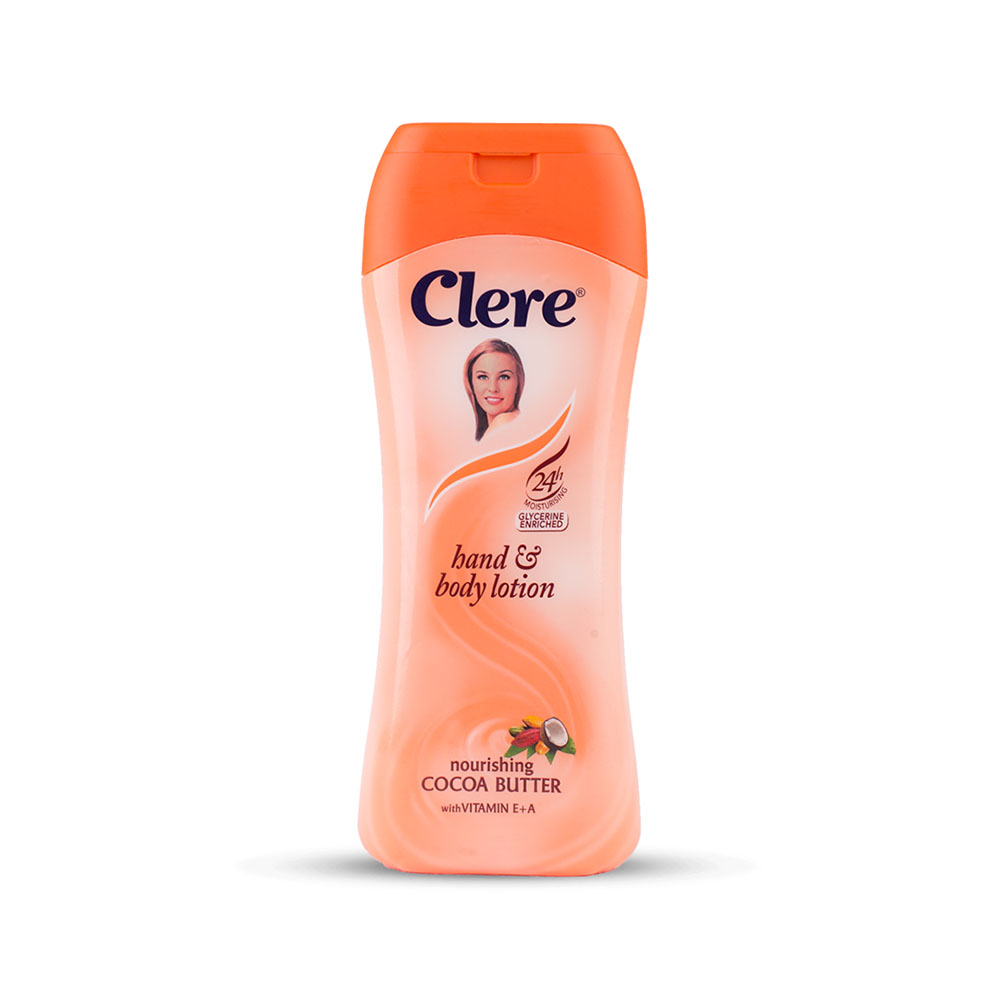 Clere®
24h
MOISTURISING
GLYCERINE
ENRICHED
hand &
body lotion
nourishing
COCOA BUTTER
with VITAMIN E+A